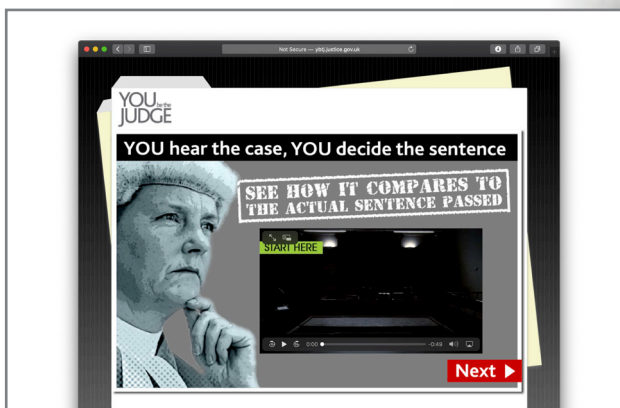 Not Secure — ybtj.justice.gov.uk
YOU be the
JUDGE
YOU hear the case, YOU decide the sentence
SEE HOW IT COMPARES TO
THE ACTUAL SENTENCE PASSED
START HERE
0:00
-0:49
Next